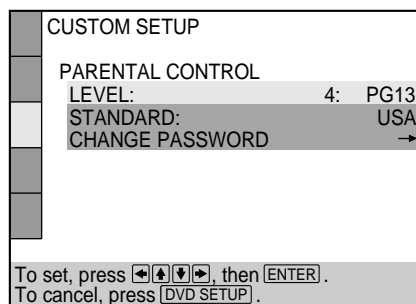 CUSTOM SETUP
PARENTAL CONTROL
LEVEL: 4: PG13
STANDARD: USA
CHANGE PASSWORD →
To set, press ←↑↓→, then ENTER.
To cancel, press DVD SETUP.